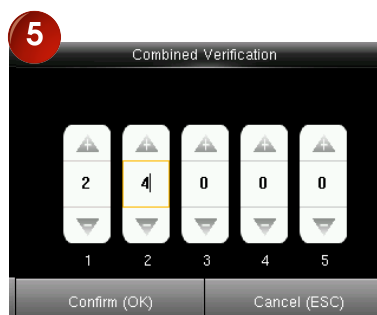 5
Combined Verification
+ + + + +
2 4 0 0 0
- - - - -
1 2 3 4 5
Confirm (OK) Cancel (ESC)